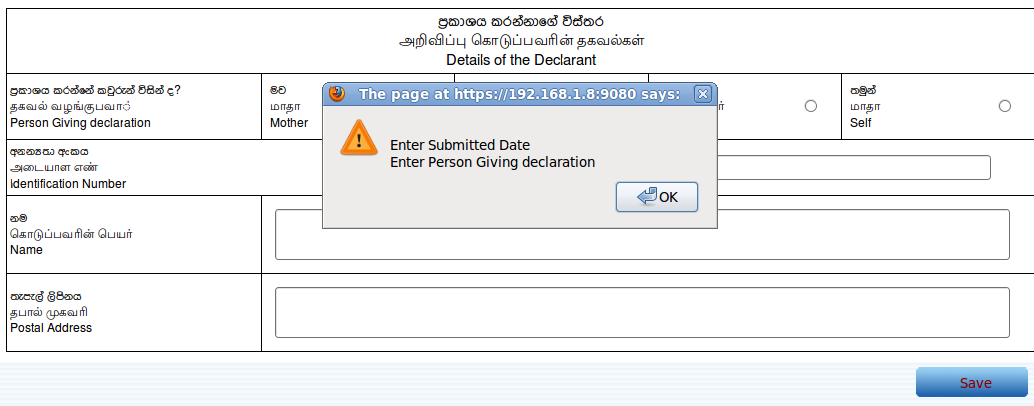 ප්‍රකාශය කරන්නාගේ විස්තර
அறிவிப்பு கொடுப்பவரின் தகவல்கள்
Details of the Declarant
ප්‍රකාශය කරන්නේ කවුරුන් විසින් ද?
தகவல் வழங்குபவா்
Person Giving declaration
මව
மாதா
Mother
තමුන්
மாதா
Self
The page at https://192.168.1.8:9080 says:
Enter Submitted Date
Enter Person Giving declaration
OK
අනන්‍යතා අංකය
அடையாள எண்
Identification Number
නම
கொடுப்பவரின் பெயர்
Name
තැපැල් ලිපිනය
தபால் முகவரி
Postal Address
Save